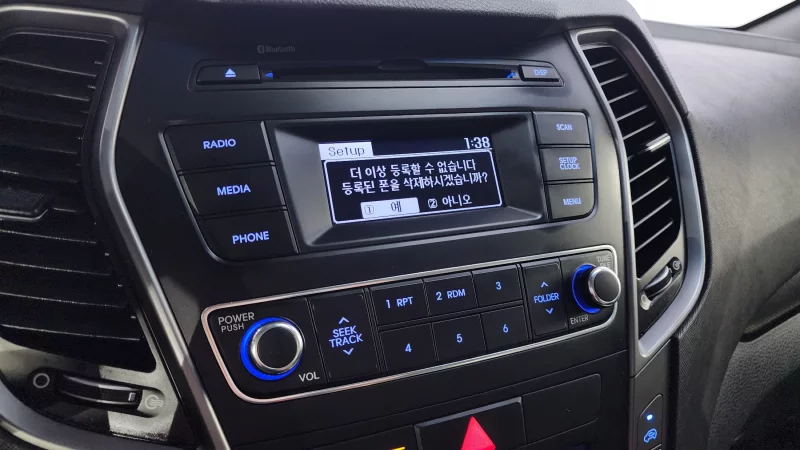 Bluetooth
DISP
RADIO
MEDIA
PHONE
Setup
1:38
더 이상 등록할 수 없습니다
등록된 폰을 삭제하시겠습니까?
1 예
2 아니오
SCAN
SETUP
CLOCK
MENU
POWER
PUSH
VOL
SEEK
TRACK
1 RPT
2 RDM
3
4
5
6
FOLDER
TUNE
FILE
ENTER